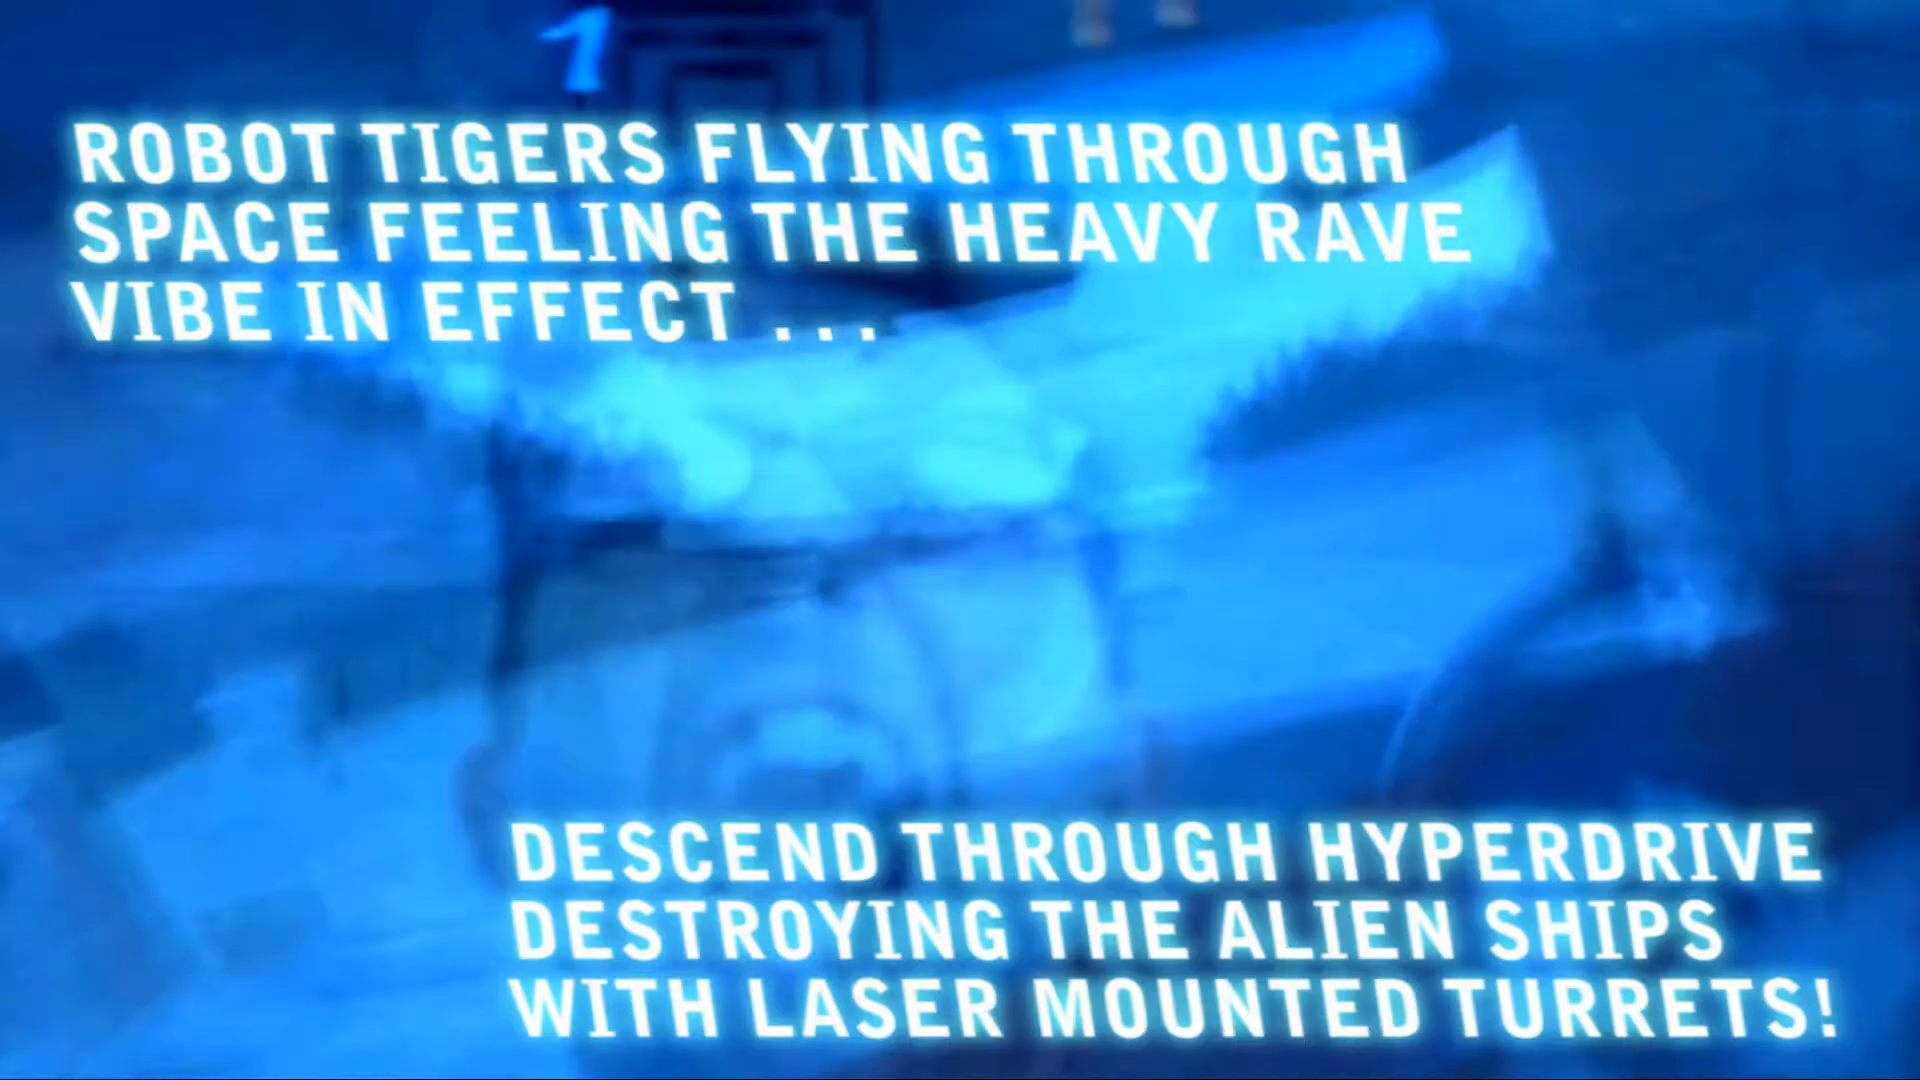 1
ROBOT TIGERS FLYING THROUGH
SPACE FEELING THE HEAVY RAVE
VIBE IN EFFECT ...
DESCEND THROUGH HYPERDRIVE
DESTROYING THE ALIEN SHIPS
WITH LASER MOUNTED TURRETS!